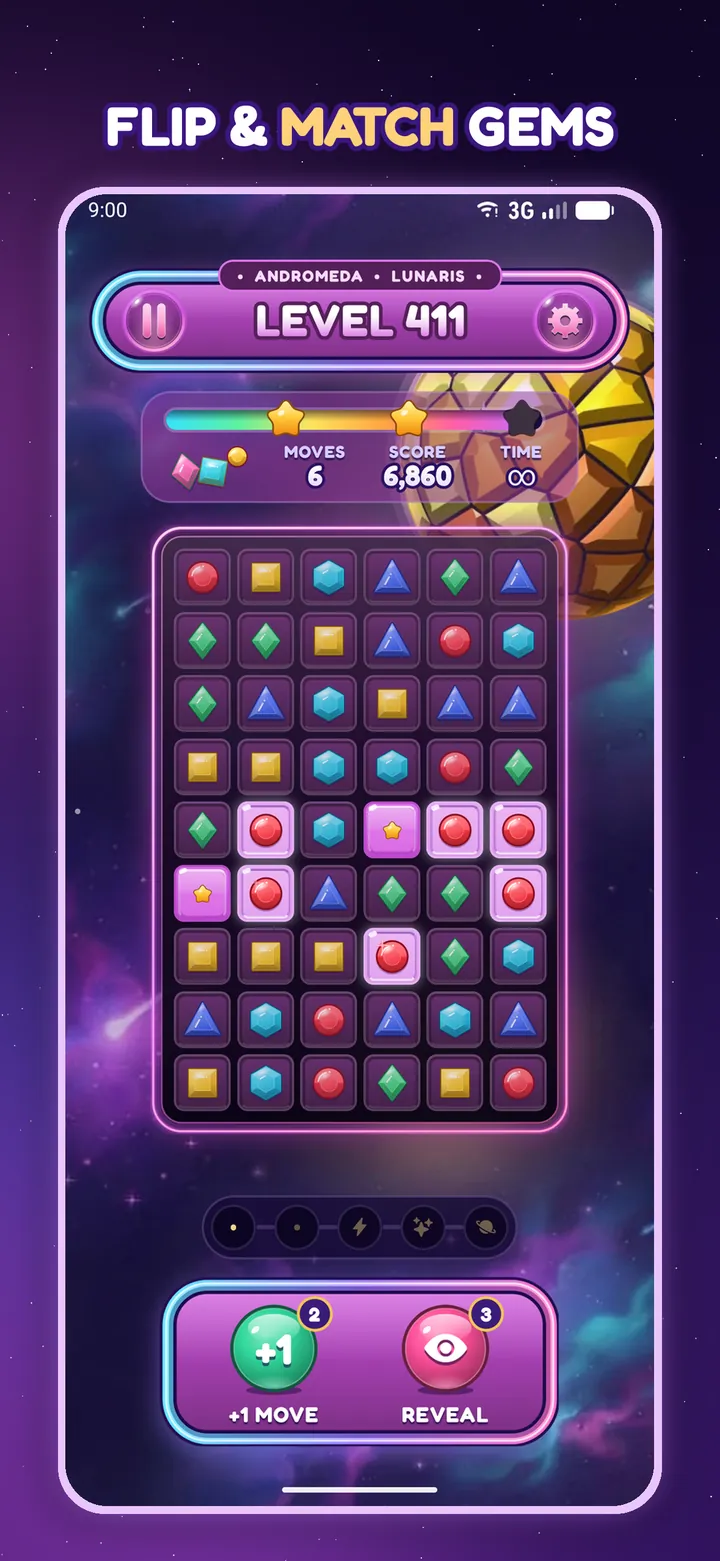 FLIP & MATCH GEMS
9:00
3G
• ANDROMEDA • LUNARIS •
LEVEL 411
MOVES
6
SCORE
6,860
TIME
∞
+1
2
+1 MOVE
3
REVEAL